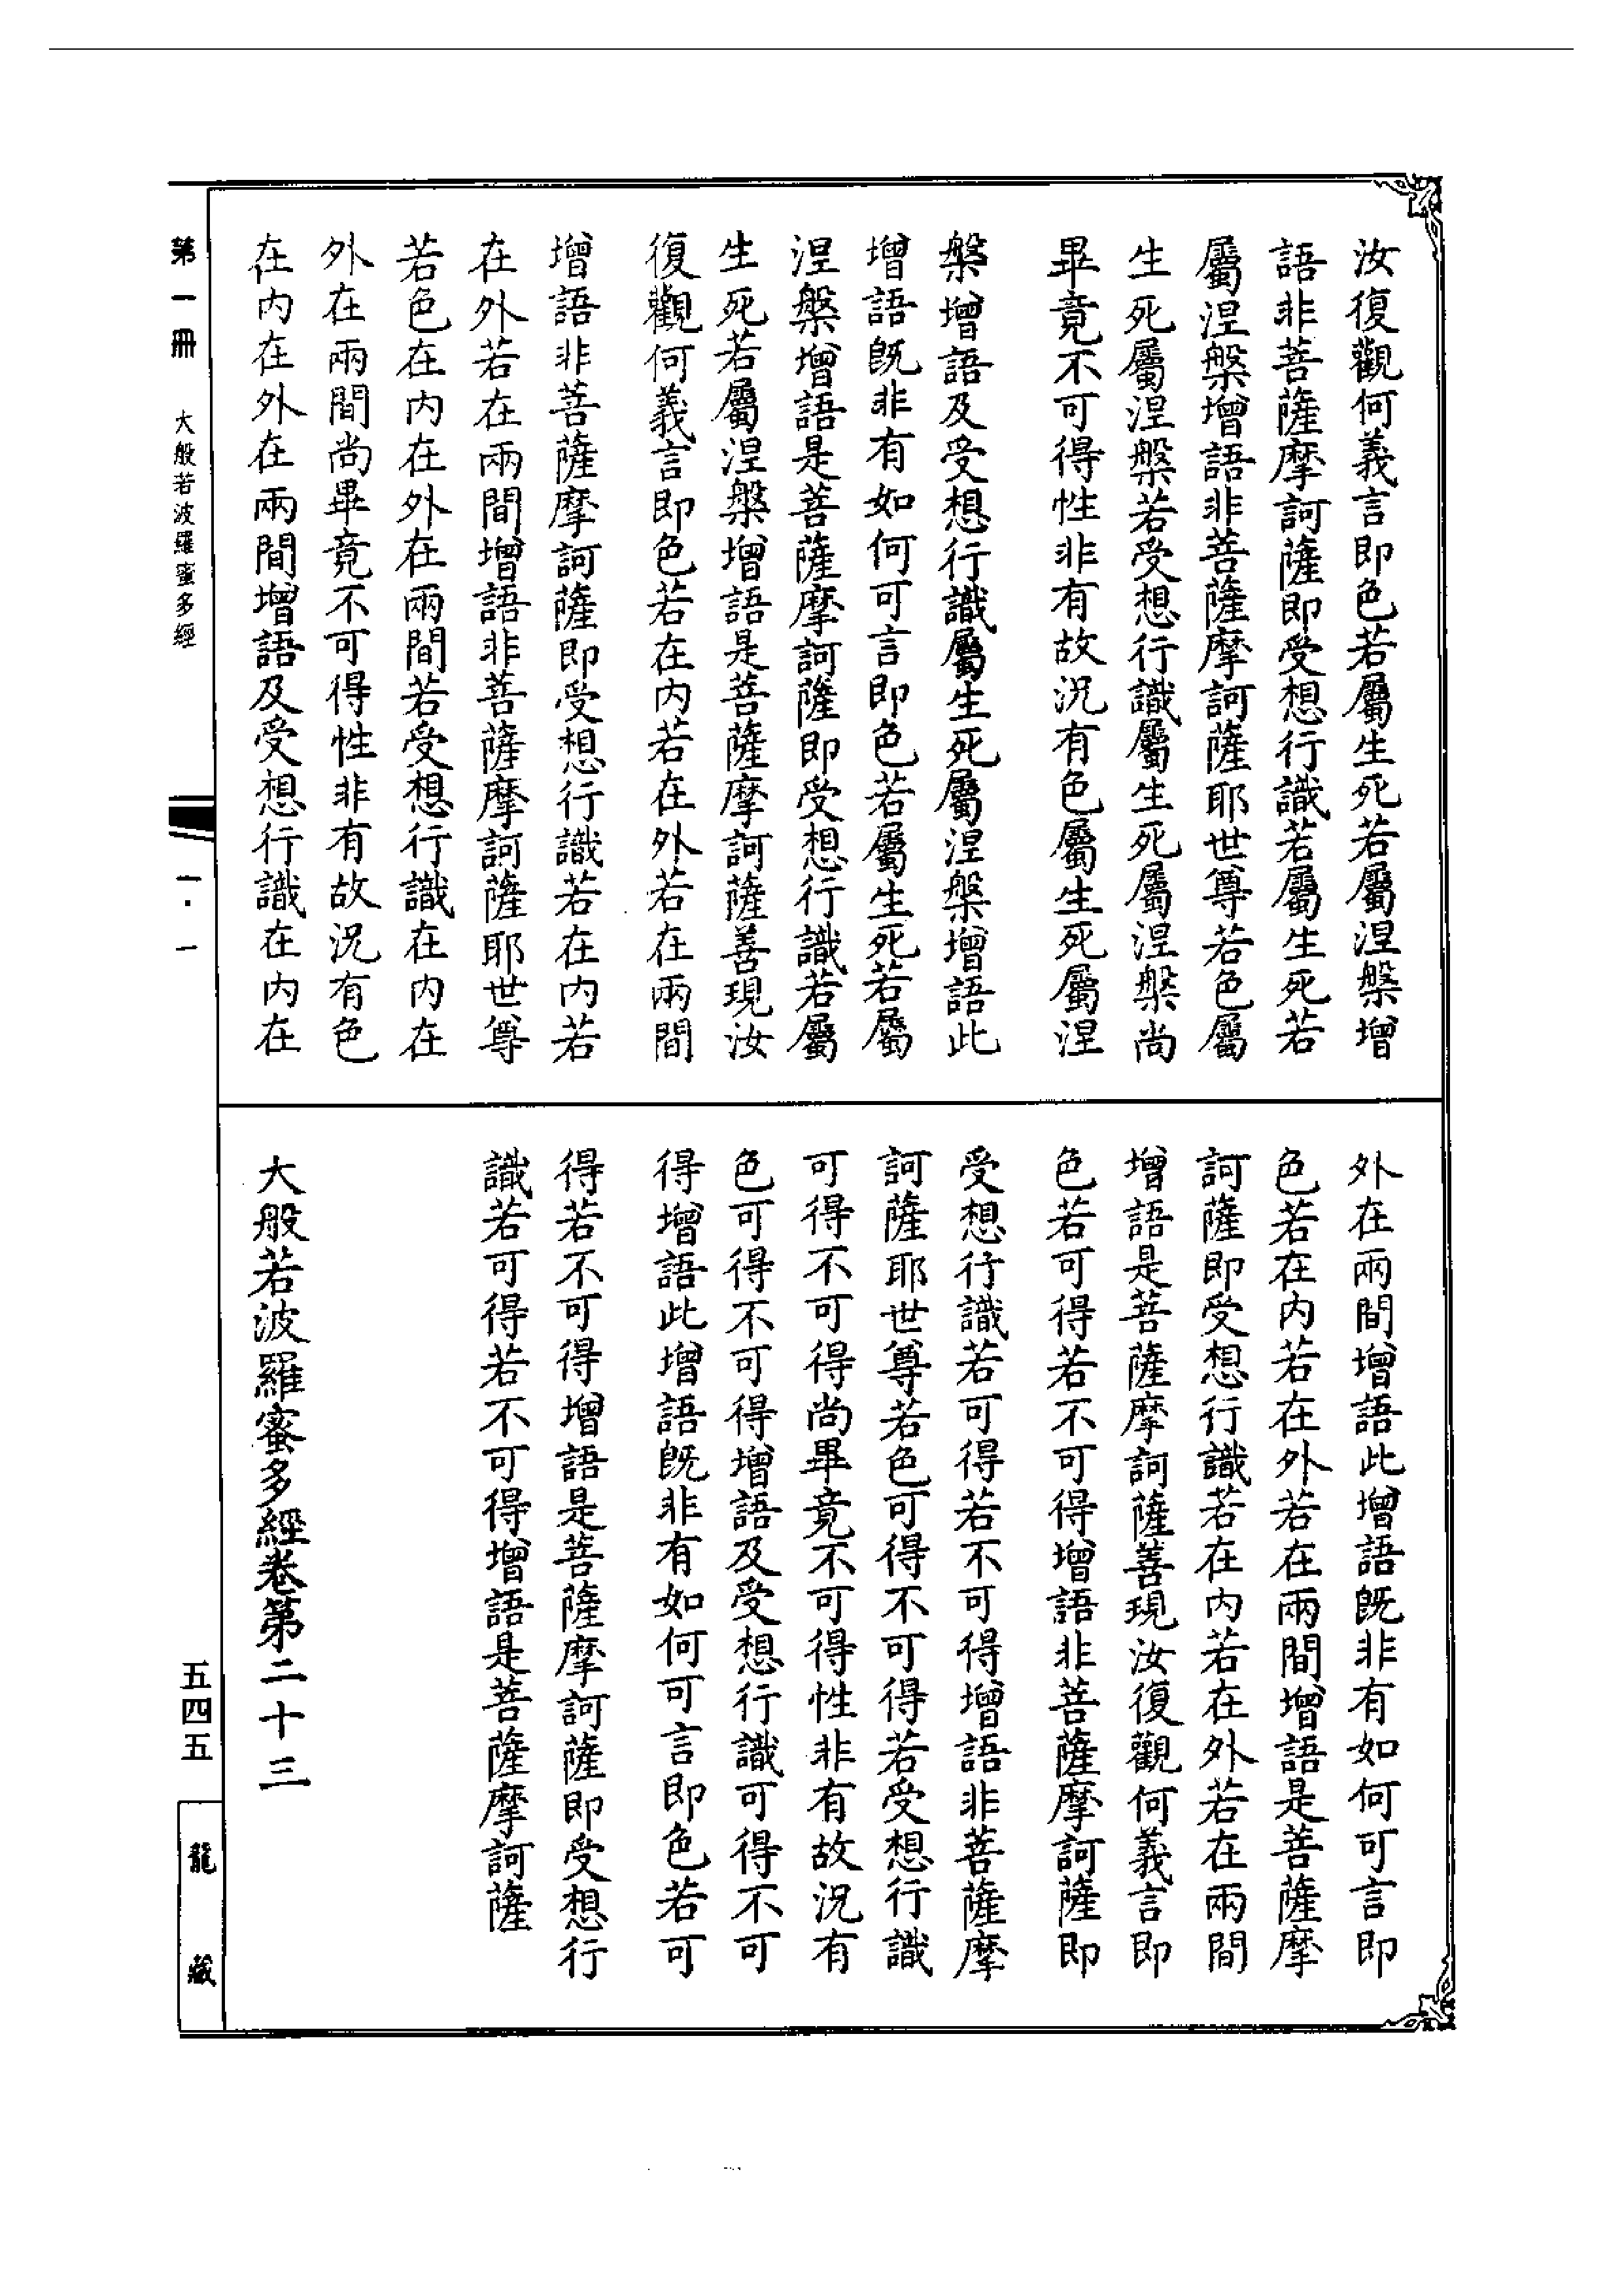 汝復觀何義言即色若屬生死若屬涅槃增
語非菩薩摩訶薩即受想行識若屬生死若
屬涅槃增語非菩薩摩訶薩耶世尊若色屬
生死屬涅槃若受想行識屬生死屬涅槃尚
畢竟不可得性非有故況有色屬生死屬涅
槃增語及受想行識屬生死屬涅槃增語此
增語既非有如何可言即色若屬生死若屬
涅槃增語是菩薩摩訶薩即受想行識若屬
生死若屬涅槃增語是菩薩摩訶薩善現汝
復觀何義言即色若在內若在外若在兩間
增語非菩薩摩訶薩即受想行識若在內若
在外若在兩間增語非菩薩摩訶薩耶世尊
若色在內在外在兩間若受想行識在內在
外在兩間尚畢竟不可得性非有故況有色
在內在外在兩間增語及受想行識在內在
外在兩間增語此增語既非有如何可言即
色若在內若在外若在兩間增語是菩薩摩
訶薩即受想行識若在內若在外若在兩間
增語是菩薩摩訶薩善現汝復觀何義言即
色若可得若不可得增語非菩薩摩訶薩即
受想行識若可得若不可得增語非菩薩摩
訶薩耶世尊若色可得不可得若受想行識
可得不可得尚畢竟不可得性非有故況有
色可得不可得增語及受想行識可得不可
得增語此增語既非有如何可言即色若可
得若不可得增語是菩薩摩訶薩即受想行
識若可得若不可得增語是菩薩摩訶薩
大般若波羅蜜多經卷第二十三
第一冊 大般若波羅蜜多經
一·一
五四五
龍藏